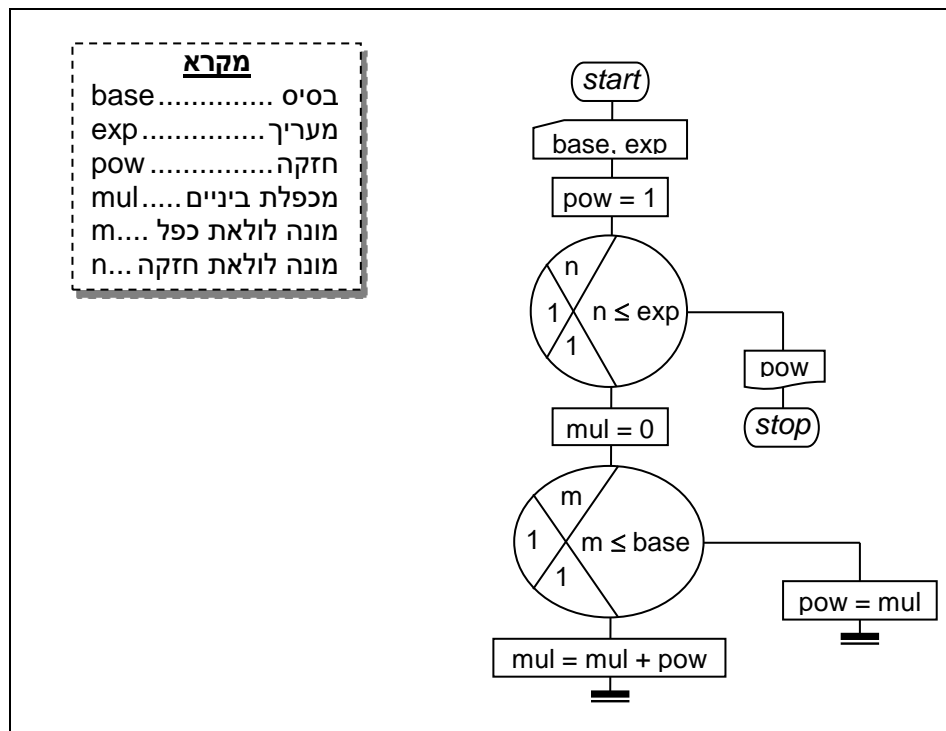 מקרא
בסיס ..............base
מעריך...............exp
חזקה...............pow
מכפלת ביניים.....mul
מונה לולאת כפל ....m
מונה לולאת חזקה...n
start
base, exp
pow = 1
n
1
1
n ≤ exp
pow
stop
mul = 0
m
1
1
m ≤ base
pow = mul
mul = mul + pow